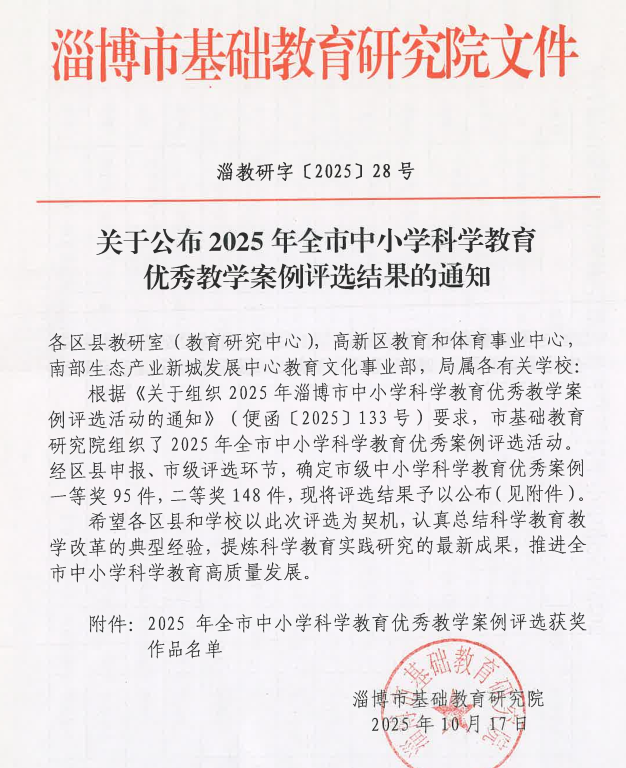 淄博市基础教育研究院文件
淄教研字〔2025〕28 号
关于公布 2025 年全市中小学科学教育
优秀教学案例评选结果的通知
各区县教研室（教育研究中心），高新区教育和体育事业中心，
南部生态产业新城发展中心教育文化事业部，局属各有关学校：
根据《关于组织 2025 年淄博市中小学科学教育优秀教学案
例评选活动的通知》（便函〔2025〕133 号）要求，市基础教育
研究院组织了 2025 年全市中小学科学教育优秀案例评选活动。
经区县申报、市级评选环节，确定市级中小学科学教育优秀案例
一等奖 95 件，二等奖 148 件，现将评选结果予以公布（见附件）。
希望各区县和学校以此次评选为契机，认真总结科学教育教
学改革的典型经验，提炼科学教育实践研究的最新成果，推进全
市中小学科学教育高质量发展。
附件：2025 年全市中小学科学教育优秀教学案例评选获奖
作品名单
淄博市基础教育研究院
2025 年 10 月 17 日
淄博市基础教育研究院